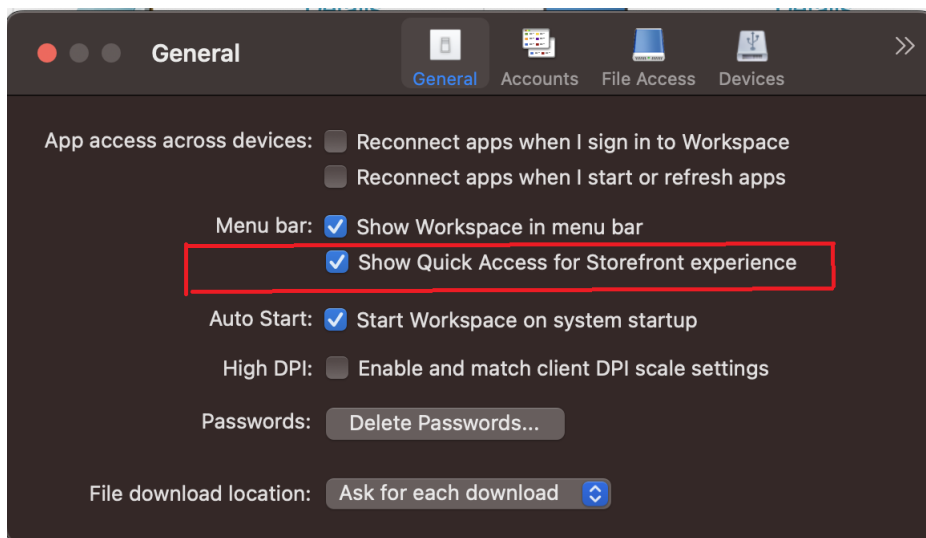 General
General Accounts File Access Devices
App access across devices: Reconnect apps when I sign in to Workspace
Reconnect apps when I start or refresh apps
Menu bar: Show Workspace in menu bar
Show Quick Access for Storefront experience
Auto Start: Start Workspace on system startup
High DPI: Enable and match client DPI scale settings
Passwords: Delete Passwords...
File download location: Ask for each download